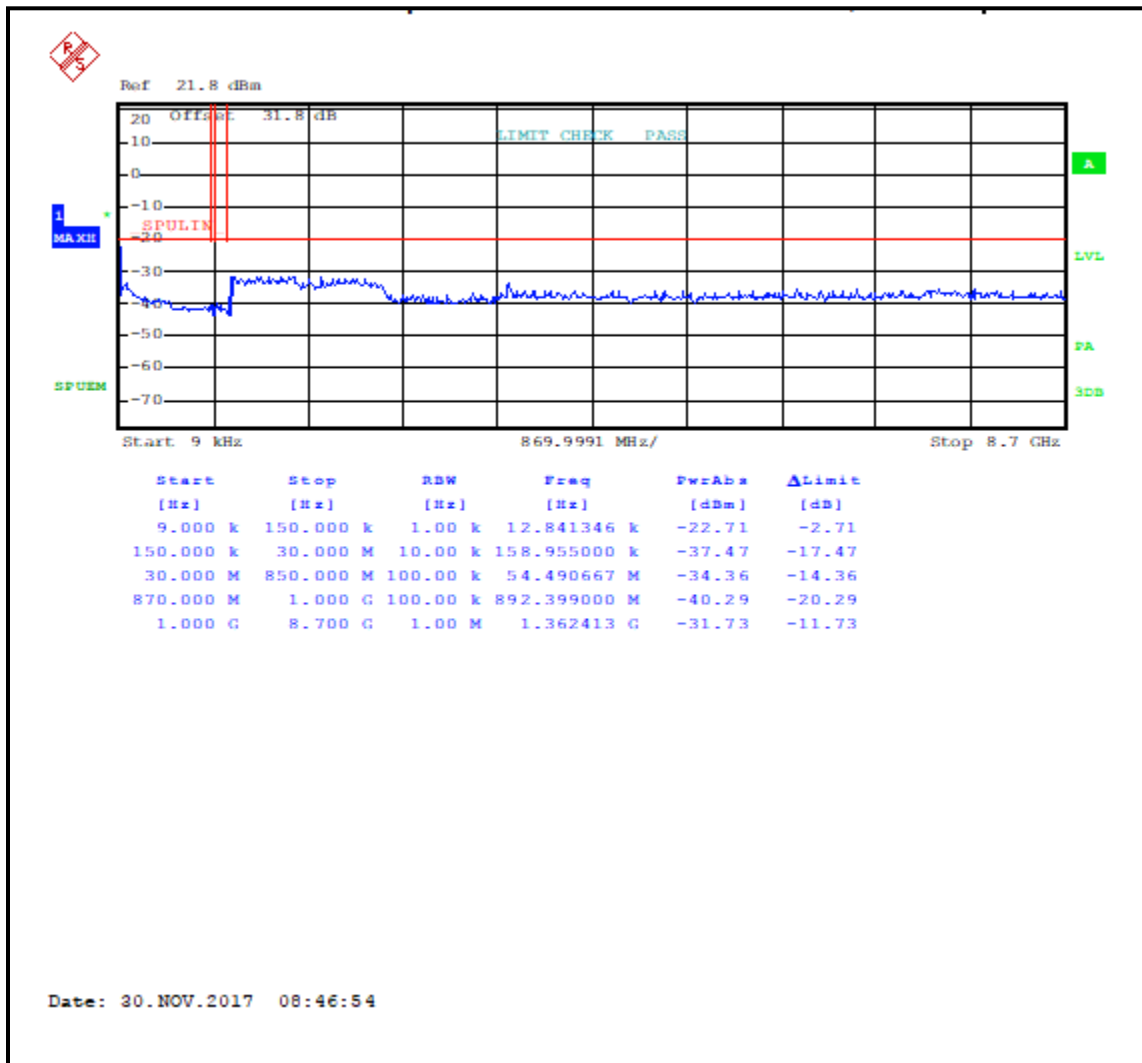 R
S
Ref 21.8 dBm
Offset 31.8 dB
20
LIMIT CHECK PASS
10
0
A
-10
1
*
SPULIN
MAXH
-20
LVL
-30
-40
-50
PA
-60
SPUEM
3DB
-70
Start 9 kHz 869.9991 MHz/ Stop 8.7 GHz
Start Stop RBW Freq PwrAbs ΔLimit
[Hz] [Hz] [Hz] [Hz] [dBm] [dB]
9.000 k 150.000 k 1.00 k 12.841346 k -22.71 -2.71
150.000 k 30.000 M 10.00 k 158.955000 k -37.47 -17.47
30.000 M 850.000 M 100.00 k 54.490667 M -34.36 -14.36
870.000 M 1.000 G 100.00 k 892.399000 M -40.29 -20.29
1.000 G 8.700 G 1.00 M 1.362413 G -31.73 -11.73
Date: 30.NOV.2017 08:46:54